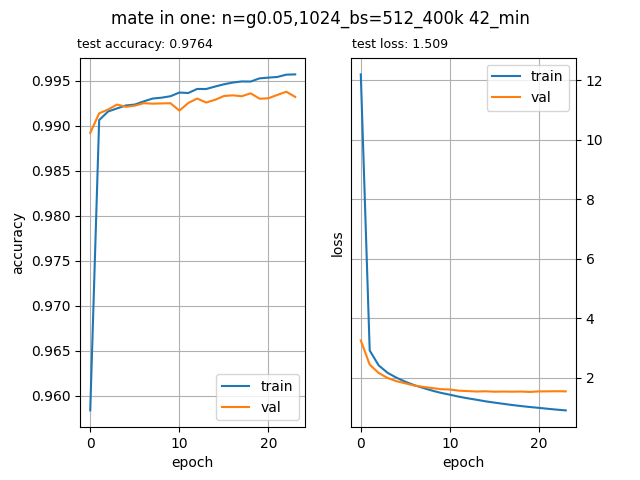 mate in one: n=g0.05,1024_bs=512_400k 42_min
test accuracy: 0.9764
test loss: 1.509
0.995
0.990
0.985
0.980
0.975
0.970
0.965
0.960
accuracy
train
val
0 10 20
epoch
train
val
12
10
8
6
4
2
loss
0 10 20
epoch